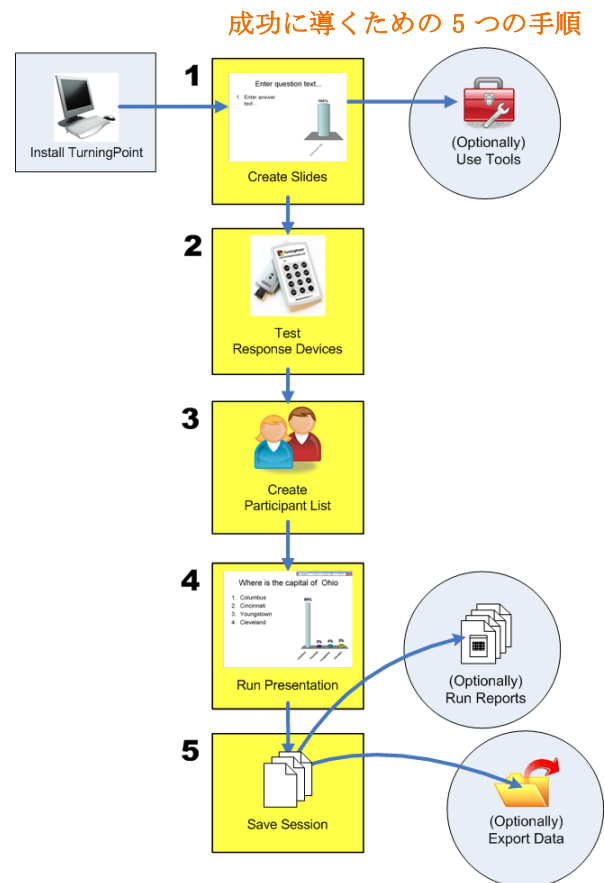 成功に導くための 5 つの手順
Install TurningPoint
1
Enter question text...
1. Enter answer
text...
100%
Create Slides
(Optionally)
Use Tools
2
TurningPoint
Test
Response Devices
3
Create
Participant List
4
Where is the capital of Ohio
1. Columbus
2. Cincinnati
3. Youngstown
4. Cleveland
Run Presentation
(Optionally)
Run Reports
5
Save Session
(Optionally)
Export Data